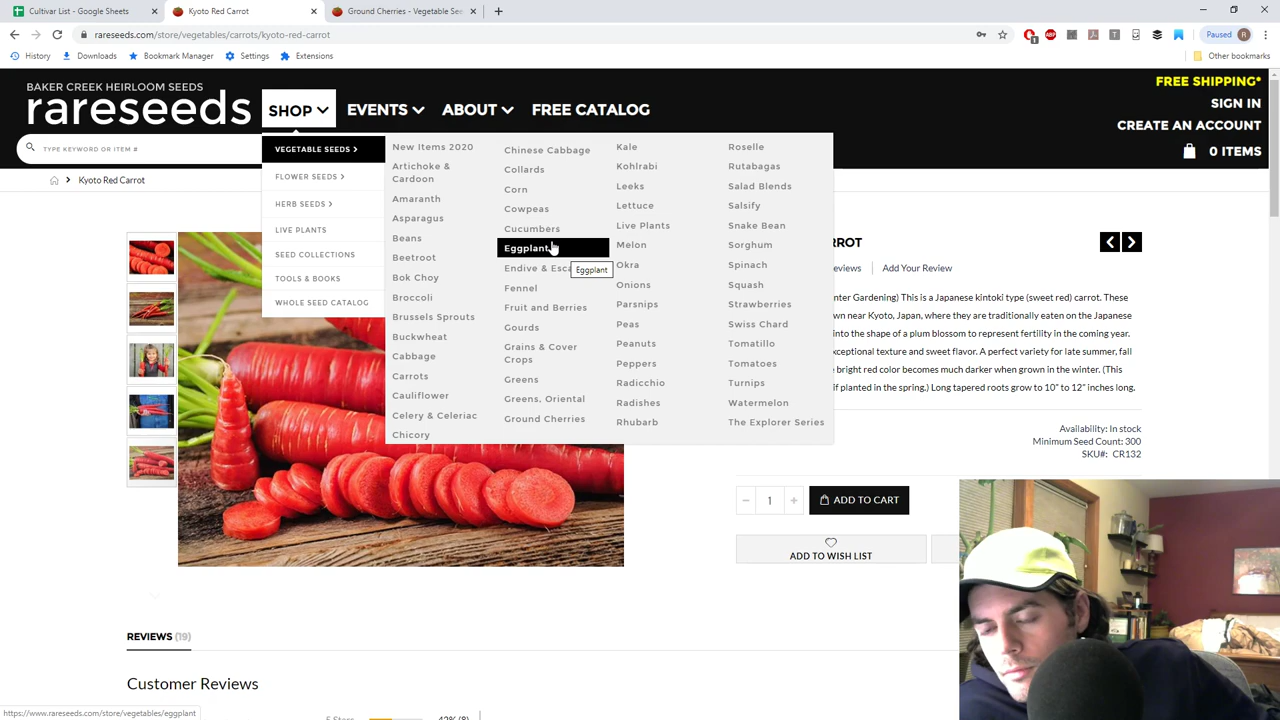 Cultivar List - Google Sheets
Kyoto Red Carrot
Ground Cherries - Vegetable See
rareseeds.com/store/vegetables/carrots/kyoto-red-carrot
Paused
R
History
Downloads
Bookmark Manager
Settings
Extensions
Other bookmarks
BAKER CREEK HEIRLOOM SEEDS
rareseeds
SHOP
EVENTS
ABOUT
FREE CATALOG
FREE SHIPPING*
SIGN IN
CREATE AN ACCOUNT
0 ITEMS
TYPE KEYWORD OR ITEM #
Kyoto Red Carrot
VEGETABLE SEEDS >
FLOWER SEEDS >
HERB SEEDS >
LIVE PLANTS
SEED COLLECTIONS
TOOLS & BOOKS
WHOLE SEED CATALOG
New Items 2020
Artichoke &
Cardoon
Amaranth
Asparagus
Beans
Beetroot
Bok Choy
Broccoli
Brussels Sprouts
Buckwheat
Cabbage
Carrots
Cauliflower
Celery & Celeriac
Chicory
Chinese Cabbage
Collards
Corn
Cowpeas
Cucumbers
Eggplant
Endive & Esca
Eggplant
Fennel
Fruit and Berries
Gourds
Grains & Cover
Crops
Greens
Greens, Oriental
Ground Cherries
Kale
Kohlrabi
Leeks
Lettuce
Live Plants
Melon
Okra
Onions
Parsnips
Peas
Peanuts
Peppers
Radicchio
Radishes
Rhubarb
Roselle
Rutabagas
Salad Blends
Salsify
Snake Bean
Sorghum
Spinach
Squash
Strawberries
Swiss Chard
Tomatillo
Tomatoes
Turnips
Watermelon
The Explorer Series
ROT
eviews
Add Your Review
nter Gardening) This is a Japanese kintoki type (sweet red) carrot. These
wn near Kyoto, Japan, where they are traditionally eaten on the Japanese
into the shape of a plum blossom to represent fertility in the coming year.
xceptional texture and sweet flavor. A perfect variety for late summer, fall
e bright red color becomes much darker when grown in the winter. (This
if planted in the spring.) Long tapered roots grow to 10" to 12" inches long.
Availability: In stock
Minimum Seed Count: 300
SKU#: CR132
1
ADD TO CART
ADD TO WISH LIST
REVIEWS (19)
Customer Reviews
5 Stars
42% (8)
https://www.rareseeds.com/store/vegetables/eggplant